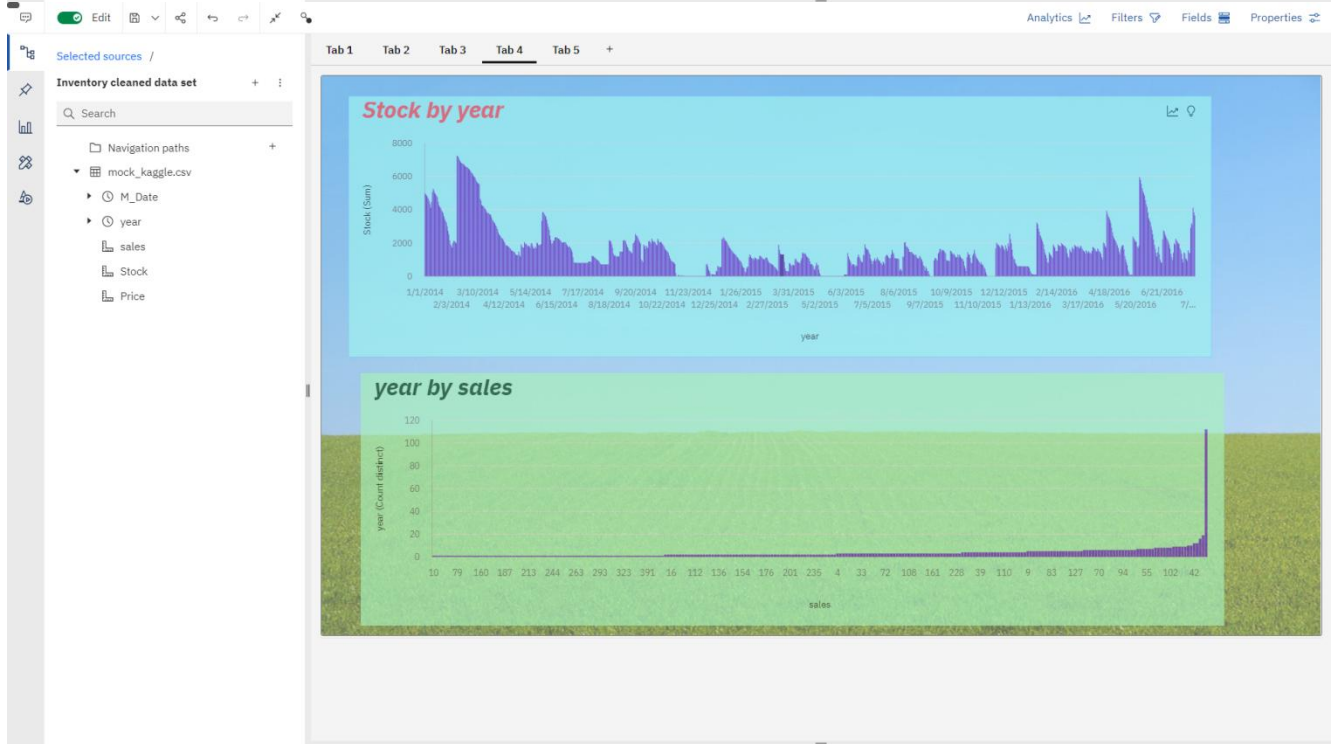 Edit
Analytics Filters Fields Properties
Selected sources /
Inventory cleaned data set
Search
Navigation paths
mock_kaggle.csv
M_Date
year
sales
Stock
Price
Tab 1 Tab 2 Tab 3 Tab 4 Tab 5 +
Stock by year
Stock (Sum)
8000
6000
4000
2000
0
1/1/2014 3/10/2014 5/14/2014 7/17/2014 9/20/2014 11/23/2014 1/26/2015 3/31/2015 6/3/2015 8/6/2015 10/9/2015 12/12/2015 2/14/2016 4/18/2016 6/21/2016
2/3/2014 4/12/2014 6/15/2014 8/18/2014 10/22/2014 12/25/2014 2/27/2015 5/2/2015 7/5/2015 9/7/2015 11/10/2015 1/13/2016 3/17/2016 5/20/2016 7/...
year
year by sales
year (Count distinct)
120
100
80
60
40
20
0
10 79 160 187 213 244 263 293 323 391 16 112 136 154 176 201 235 4 33 72 108 161 228 39 110 9 83 127 70 94 55 102 42
sales